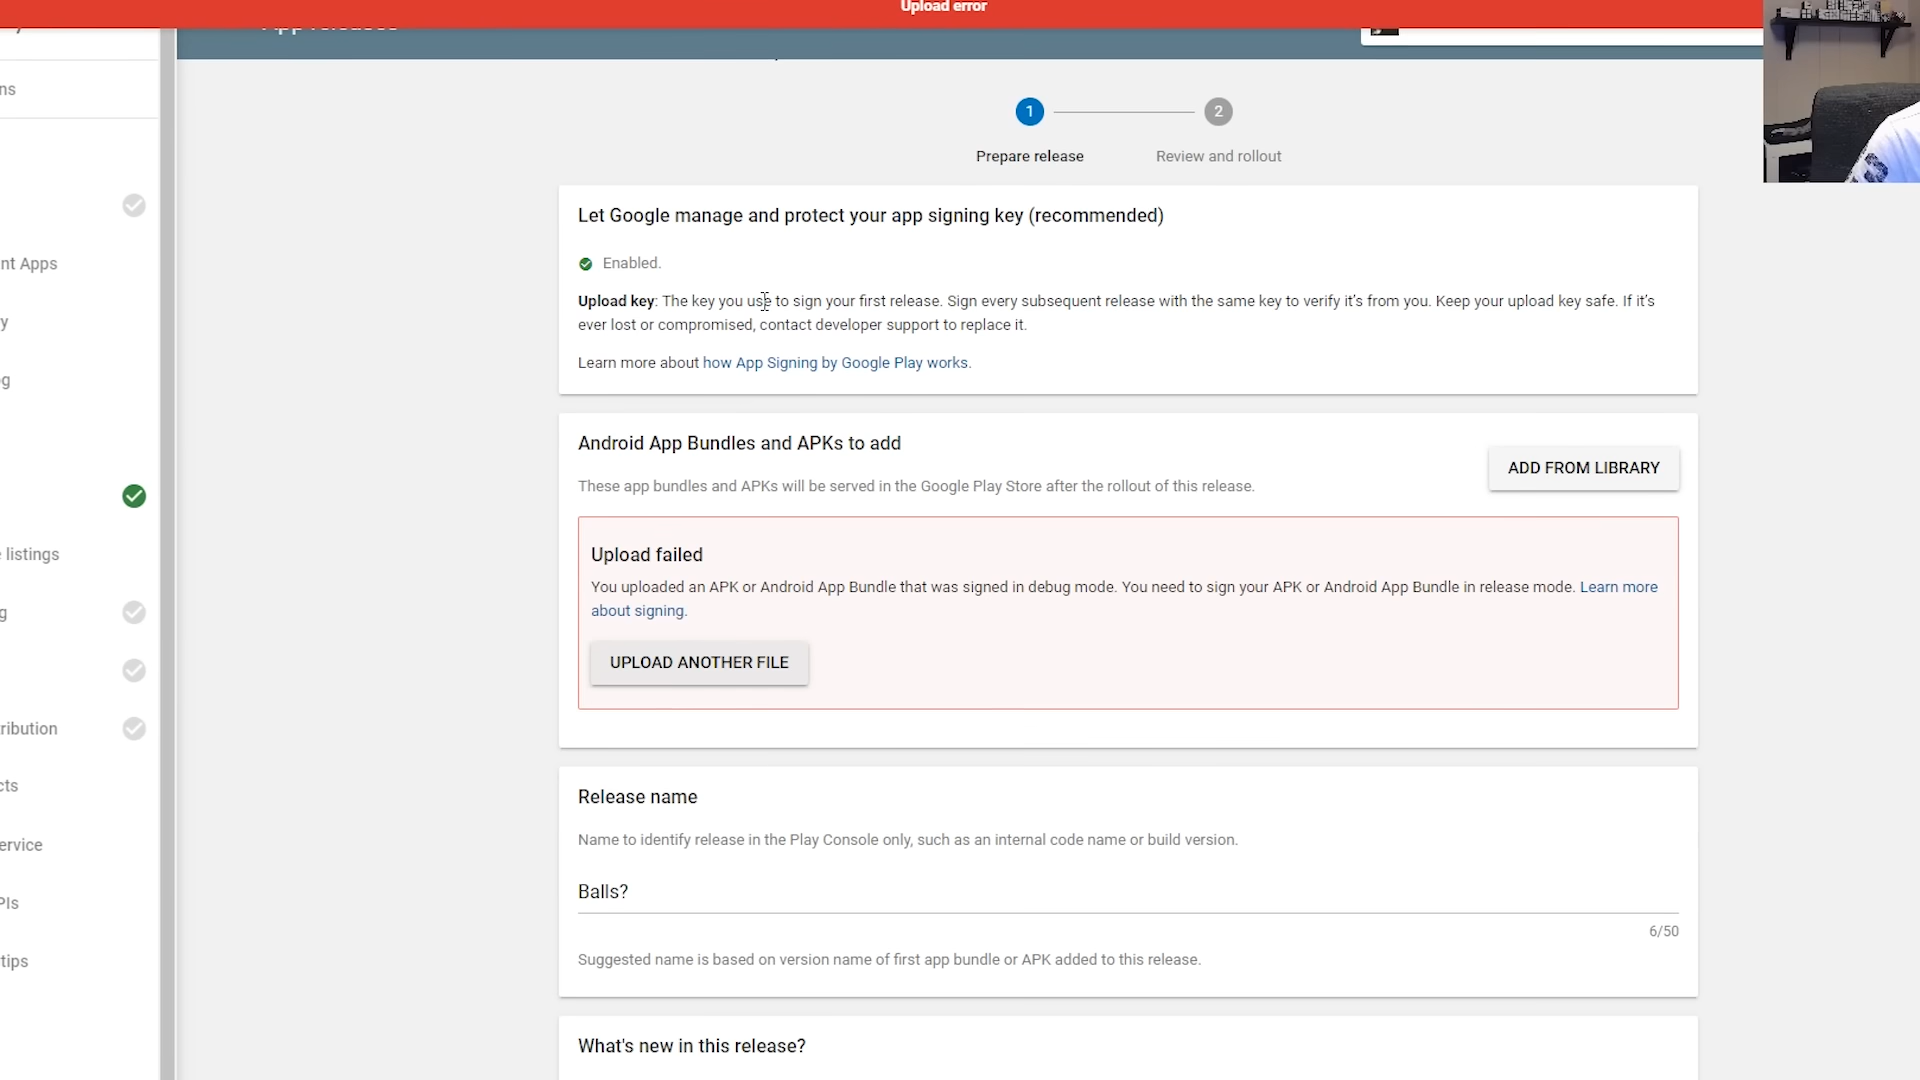 Upload error
ns
1
2
Prepare release
Review and rollout
Let Google manage and protect your app signing key (recommended)
Enabled.
Upload key: The key you use to sign your first release. Sign every subsequent release with the same key to verify it's from you. Keep your upload key safe. If it's
ever lost or compromised, contact developer support to replace it.
Learn more about how App Signing by Google Play works.
nt Apps
y
g
listings
g
ribution
cts
ervice
PIs
tips
Android App Bundles and APKs to add
ADD FROM LIBRARY
These app bundles and APKs will be served in the Google Play Store after the rollout of this release.
Upload failed
You uploaded an APK or Android App Bundle that was signed in debug mode. You need to sign your APK or Android App Bundle in release mode. Learn more
about signing.
UPLOAD ANOTHER FILE
Release name
Name to identify release in the Play Console only, such as an internal code name or build version.
Balls?
6/50
Suggested name is based on version name of first app bundle or APK added to this release.
What's new in this release?